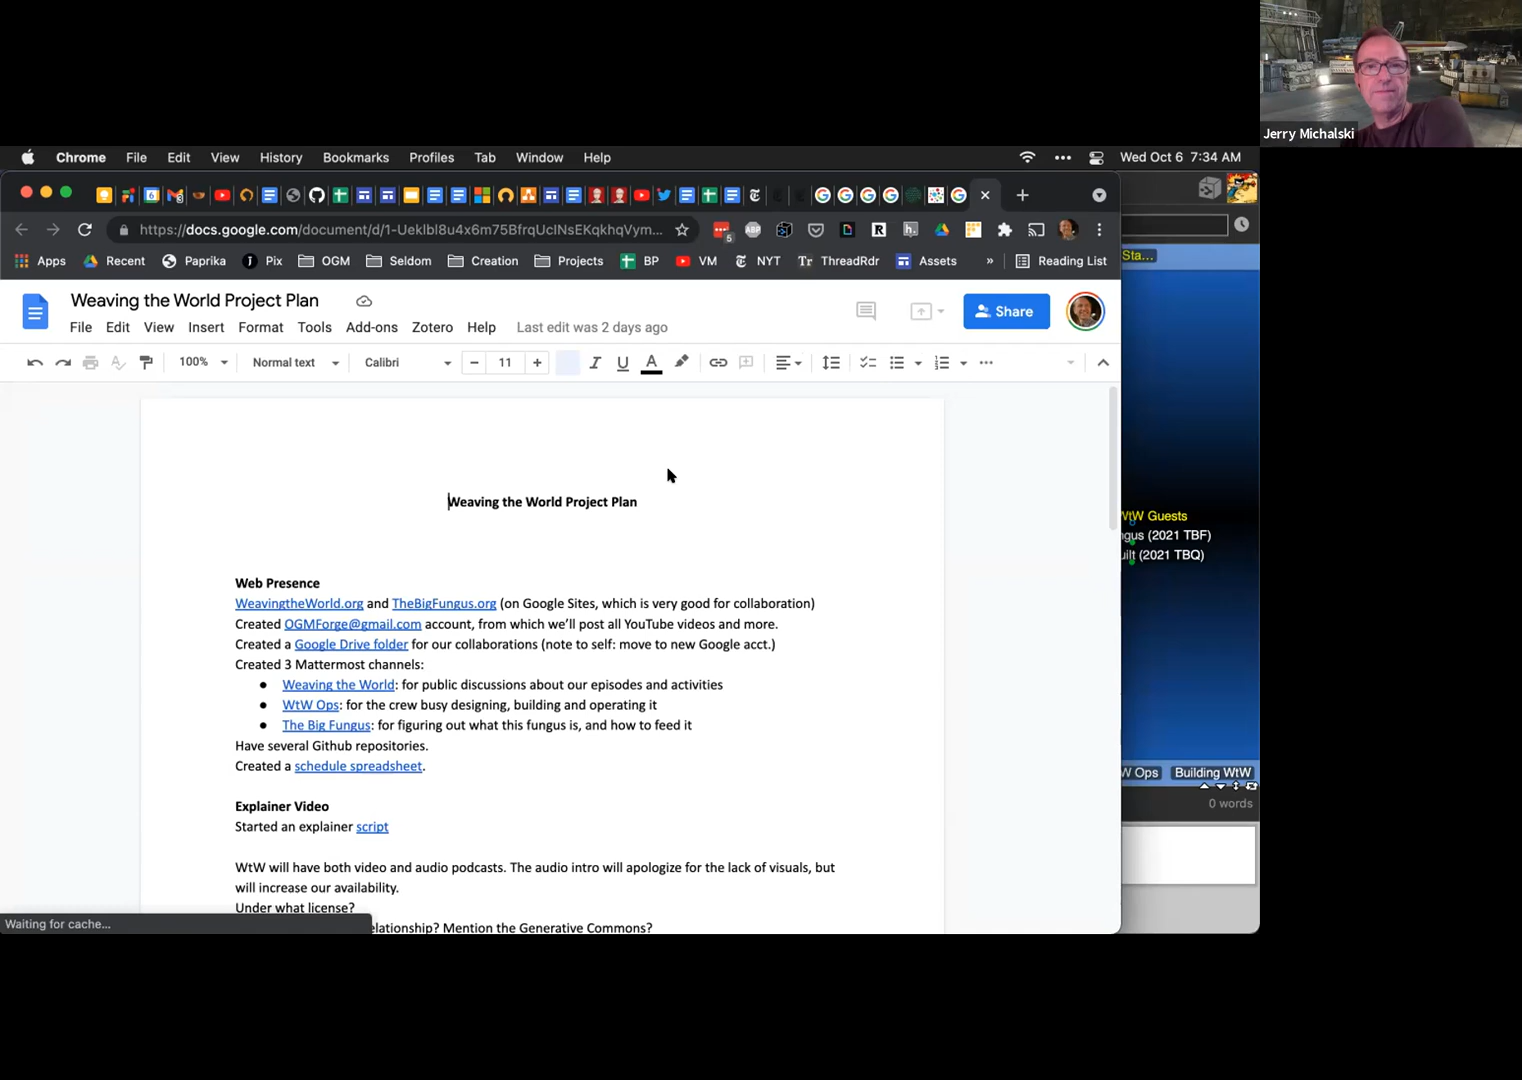 Jerry Michalski
Chrome File Edit View History Bookmarks Profiles Tab Window Help Wed Oct 6 7:34 AM
https://docs.google.com/document/d/1-Ueklbl8u4x6m75BfrqUclNsEKqkhqVym... 5 ABP R h.
Apps Recent Paprika Pix OGM Seldom Creation Projects BP VM NYT Tr ThreadRdr Assets » Reading List
Sta...
Weaving the World Project Plan
Share
File Edit View Insert Format Tools Add-ons Zotero Help Last edit was 2 days ago
100% Normal text Calibri 11
Weaving the World Project Plan
WtW Guests
ngus (2021 TBF)
uilt (2021 TBQ)
Web Presence
WeavingtheWorld.org and TheBigFungus.org (on Google Sites, which is very good for collaboration)
Created OGMForge@gmail.com account, from which we'll post all YouTube videos and more.
Created a Google Drive folder for our collaborations (note to self: move to new Google acct.)
Created 3 Mattermost channels:
● Weaving the World: for public discussions about our episodes and activities
● WtW Ops: for the crew busy designing, building and operating it
● The Big Fungus: for figuring out what this fungus is, and how to feed it
Have several Github repositories.
Created a schedule spreadsheet.
W Ops Building WtW
0 words
Explainer Video
Started an explainer script
WtW will have both video and audio podcasts. The audio intro will apologize for the lack of visuals, but
will increase our availability.
Under what license?
elationship? Mention the Generative Commons?
Waiting for cache...